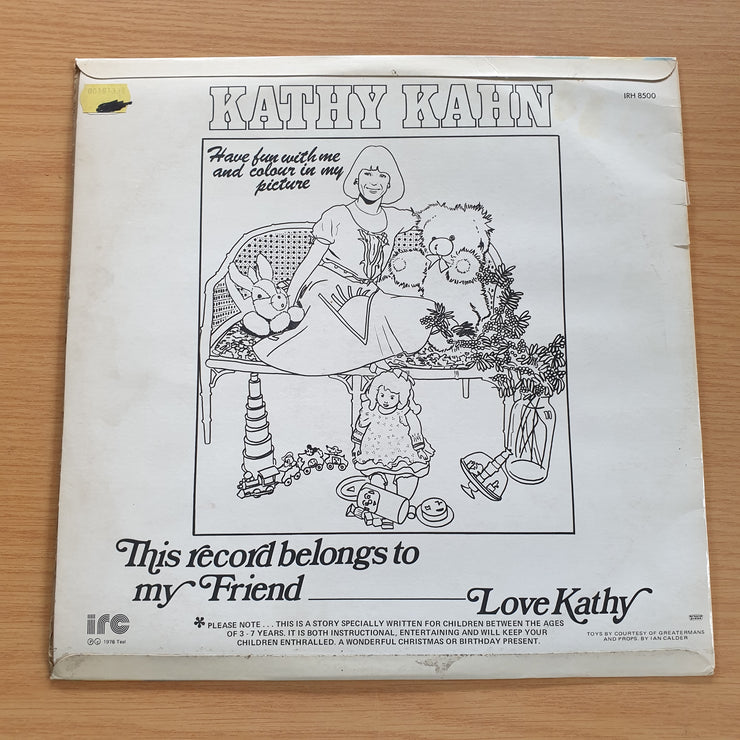 KATHY KAHN
IRH 8500
Have fun with me
and colour in my
picture
This record belongs to
my Friend ____________ Love Kathy
irc
℗ © 1976 Teal
* PLEASE NOTE . . . THIS IS A STORY SPECIALLY WRITTEN FOR CHILDREN BETWEEN THE AGES
OF 3 - 7 YEARS. IT IS BOTH INSTRUCTIONAL, ENTERTAINING AND WILL KEEP YOUR
CHILDREN ENTHRALLED. A WONDERFUL CHRISTMAS OR BIRTHDAY PRESENT.
TOYS BY COURTESY OF GREATERMANS
AND PROPS. BY IAN CALDER